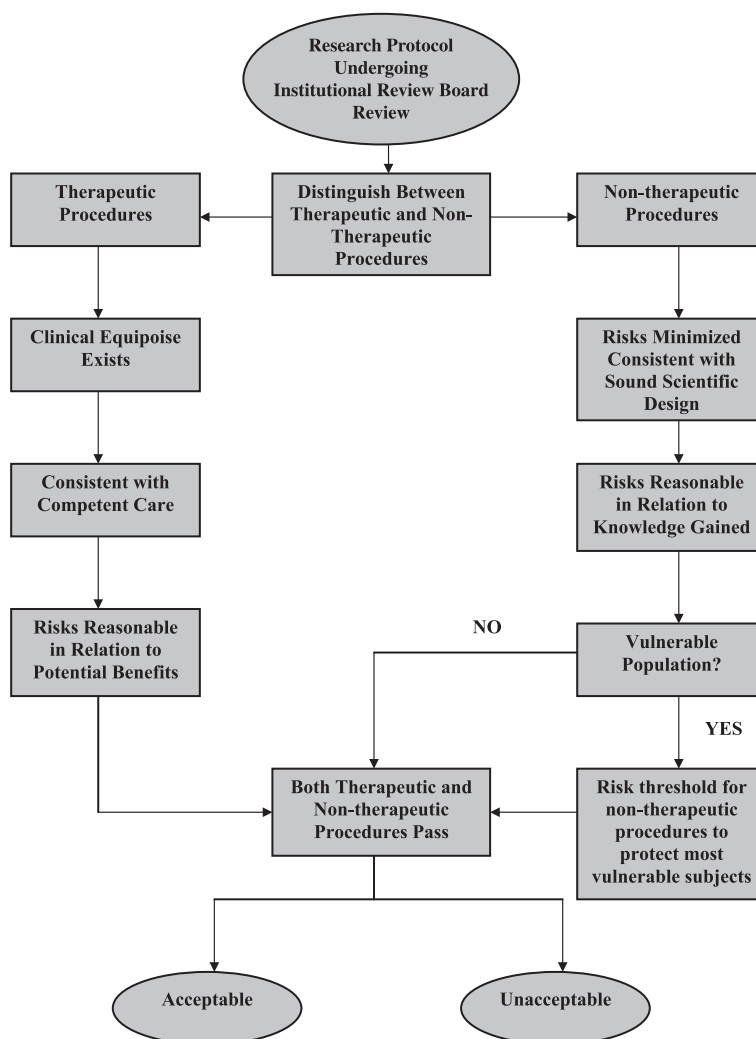 Research Protocol
Undergoing
Institutional Review Board
Review
Therapeutic
Procedures
Distinguish Between
Therapeutic and Non-
Therapeutic
Procedures
Non-therapeutic
Procedures
Clinical Equipoise
Exists
Risks Minimized
Consistent with
Sound Scientific
Design
Consistent with
Competent Care
Risks Reasonable
in Relation to
Knowledge Gained
Risks Reasonable
in Relation to
Potential Benefits
NO
Vulnerable
Population?
YES
Both Therapeutic and
Non-therapeutic
Procedures Pass
Risk threshold for
non-therapeutic
procedures to
protect most
vulnerable subjects
Acceptable
Unacceptable